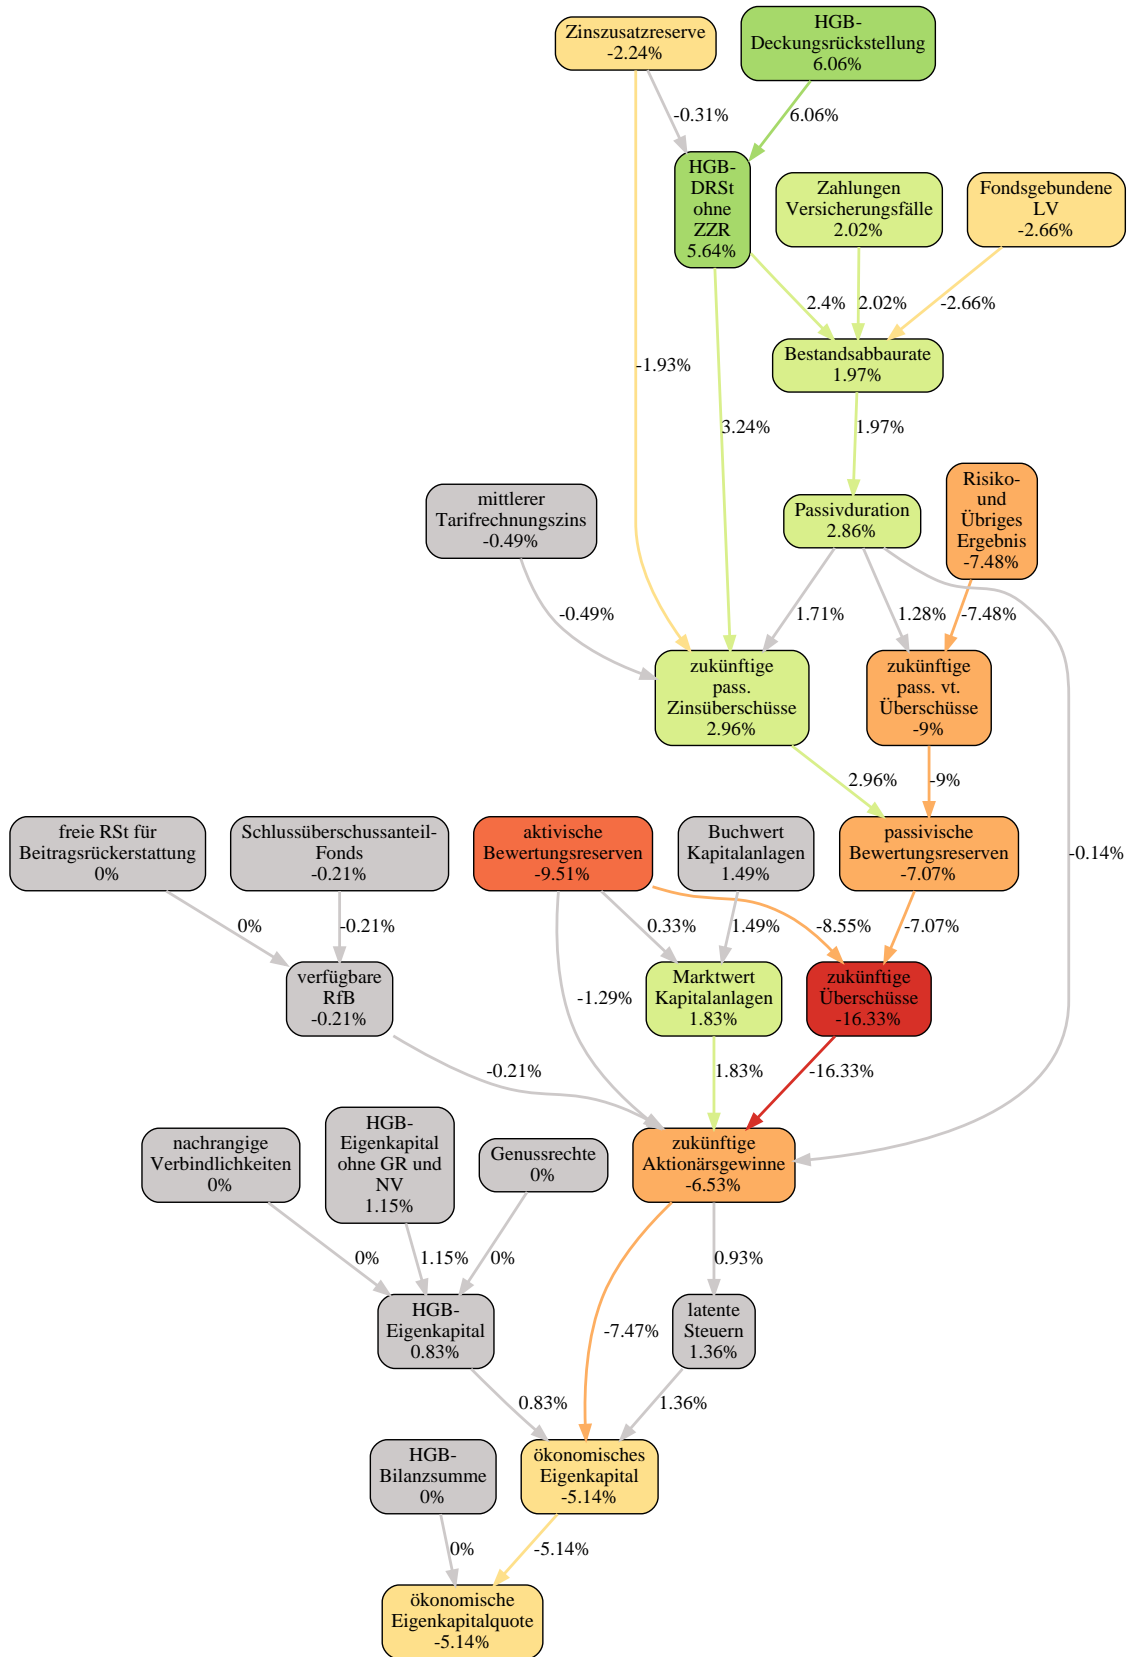 Zinszusatzreserve
-2.24%
HGB-
Deckungsrückstellung
6.06%
-0.31%
6.06%
HGB-
DRSt
ohne
ZZR
5.64%
Zahlungen
Versicherungsfälle
2.02%
Fondsgebundene
LV
-2.66%
2.4%
2.02%
-2.66%
-1.93%
Bestandsabbaurate
1.97%
3.24%
1.97%
mittlerer
Tarifrechnungszins
-0.49%
Passivduration
2.86%
Risiko-
und
Übriges
Ergebnis
-7.48%
-0.49%
1.71%
1.28%
-7.48%
zukünftige
pass.
Zinsüberschüsse
2.96%
zukünftige
pass. vt.
Überschüsse
-9%
2.96%
-9%
freie RSt für
Beitragsrückerstattung
0%
Schlussüberschussanteil-
Fonds
-0.21%
aktivische
Bewertungsreserven
-9.51%
Buchwert
Kapitalanlagen
1.49%
passivische
Bewertungsreserven
-7.07%
-0.14%
0%
-0.21%
0.33%
1.49%
-8.55%
-7.07%
verfügbare
RfB
-0.21%
-1.29%
Marktwert
Kapitalanlagen
1.83%
zukünftige
Überschüsse
-16.33%
-0.21%
1.83%
-16.33%
nachrangige
Verbindlichkeiten
0%
HGB-
Eigenkapital
ohne GR und
NV
1.15%
Genussrechte
0%
zukünftige
Aktionärsgewinne
-6.53%
0%
1.15%
0%
0.93%
HGB-
Eigenkapital
0.83%
-7.47%
latente
Steuern
1.36%
0.83%
1.36%
HGB-
Bilanzsumme
0%
ökonomisches
Eigenkapital
-5.14%
0%
-5.14%
ökonomische
Eigenkapitalquote
-5.14%